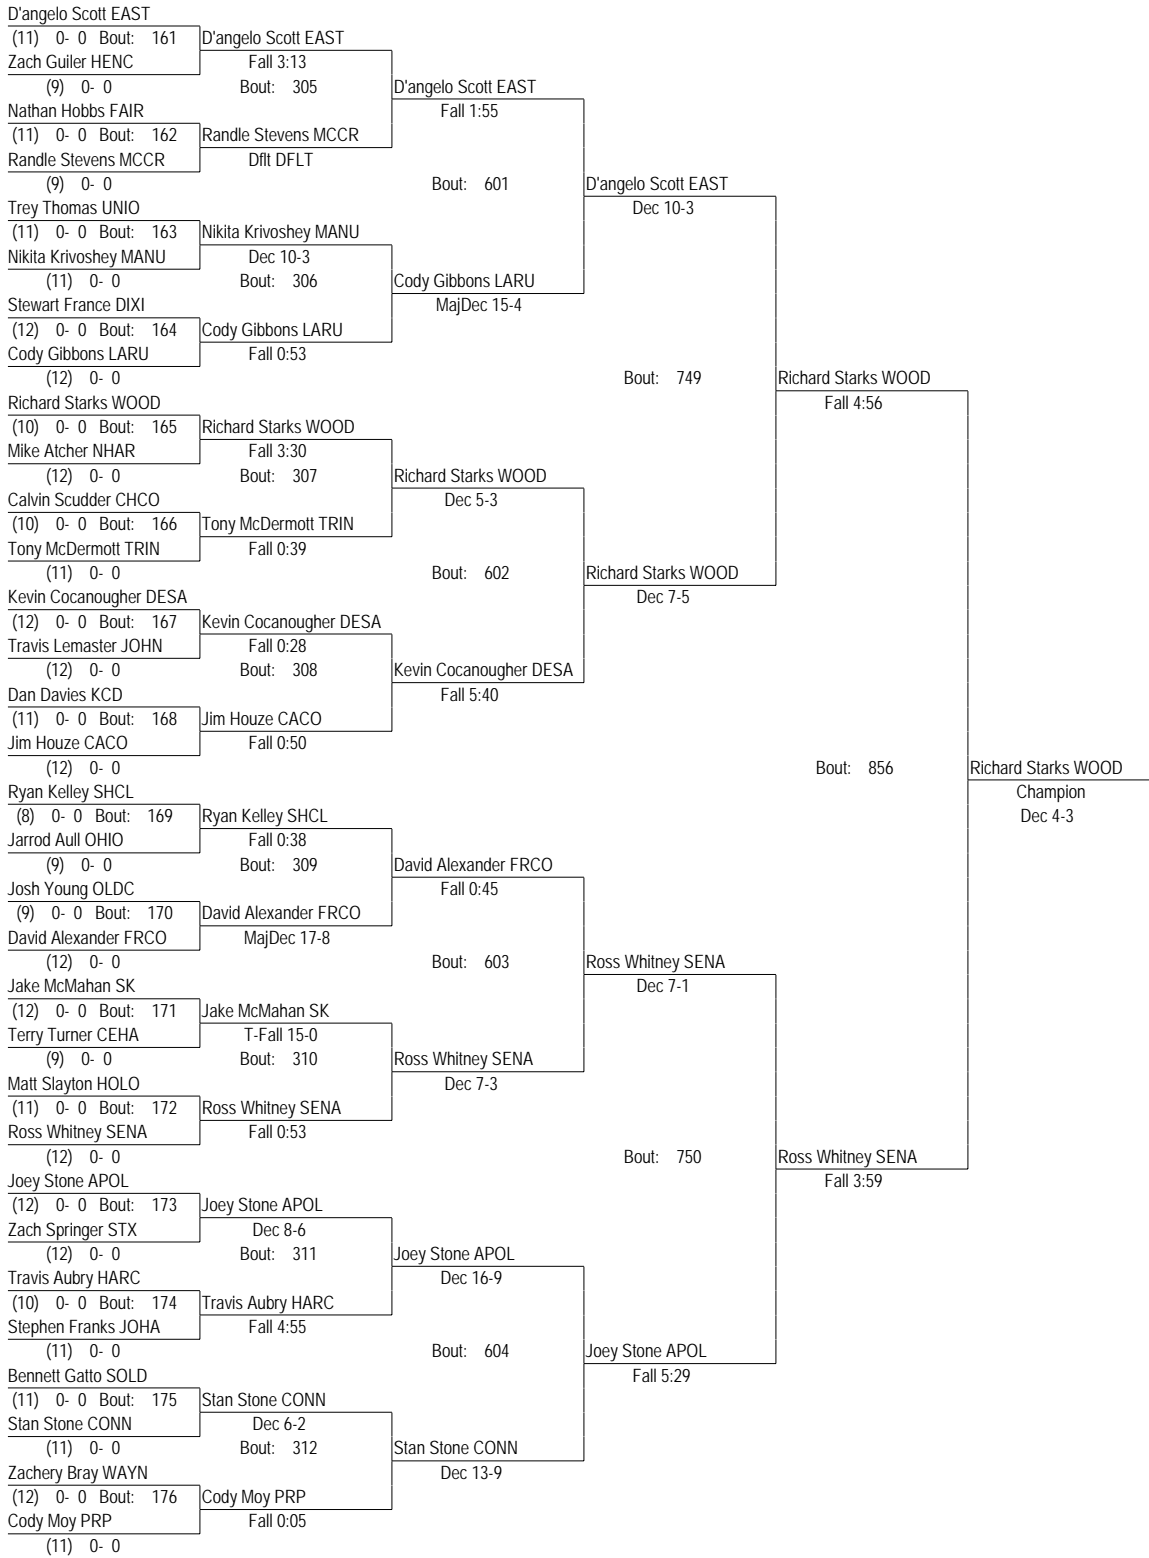 D'angelo Scott EAST
(11) 0- 0 Bout: 161 D'angelo Scott EAST
Zach Guiler HENC Fall 3:13
(9) 0- 0 Bout: 305 D'angelo Scott EAST
Nathan Hobbs FAIR Fall 1:55
(11) 0- 0 Bout: 162 Randle Stevens MCCR
Randle Stevens MCCR Dflt DFLT
(9) 0- 0 Bout: 601 D'angelo Scott EAST
Trey Thomas UNIO Dec 10-3
(11) 0- 0 Bout: 163 Nikita Krivoshey MANU
Nikita Krivoshey MANU Dec 10-3
(11) 0- 0 Bout: 306 Cody Gibbons LARU
Stewart France DIXI MajDec 15-4
(12) 0- 0 Bout: 164 Cody Gibbons LARU
Cody Gibbons LARU Fall 0:53
(12) 0- 0 Bout: 749 Richard Starks WOOD
Richard Starks WOOD Fall 4:56
(10) 0- 0 Bout: 165 Richard Starks WOOD
Mike Atcher NHAR Fall 3:30
(12) 0- 0 Bout: 307 Richard Starks WOOD
Calvin Scudder CHCO Dec 5-3
(10) 0- 0 Bout: 166 Tony McDermott TRIN
Tony McDermott TRIN Fall 0:39
(11) 0- 0 Bout: 602 Richard Starks WOOD
Kevin Cocanougher DESA Dec 7-5
(12) 0- 0 Bout: 167 Kevin Cocanougher DESA
Travis Lemaster JOHN Fall 0:28
(12) 0- 0 Bout: 308 Kevin Cocanougher DESA
Dan Davies KCD Fall 5:40
(11) 0- 0 Bout: 168 Jim Houze CACO
Jim Houze CACO Fall 0:50
(12) 0- 0 Bout: 856 Richard Starks WOOD
Ryan Kelley SHCL Champion
(8) 0- 0 Bout: 169 Ryan Kelley SHCL Dec 4-3
Jarrod Aull OHIO Fall 0:38
(9) 0- 0 Bout: 309 David Alexander FRCO
Josh Young OLDC Fall 0:45
(9) 0- 0 Bout: 170 David Alexander FRCO
David Alexander FRCO MajDec 17-8
(12) 0- 0 Bout: 603 Ross Whitney SENA
Jake McMahan SK Dec 7-1
(12) 0- 0 Bout: 171 Jake McMahan SK
Terry Turner CEHA T-Fall 15-0
(9) 0- 0 Bout: 310 Ross Whitney SENA
Matt Slayton HOLO Dec 7-3
(11) 0- 0 Bout: 172 Ross Whitney SENA
Ross Whitney SENA Fall 0:53
(12) 0- 0 Bout: 750 Ross Whitney SENA
Joey Stone APOL Fall 3:59
(12) 0- 0 Bout: 173 Joey Stone APOL
Zach Springer STX Dec 8-6
(12) 0- 0 Bout: 311 Joey Stone APOL
Travis Aubry HARC Dec 16-9
(10) 0- 0 Bout: 174 Travis Aubry HARC
Stephen Franks JOHA Fall 4:55
(11) 0- 0 Bout: 604 Joey Stone APOL
Bennett Gatto SOLD Fall 5:29
(11) 0- 0 Bout: 175 Stan Stone CONN
Stan Stone CONN Dec 6-2
(11) 0- 0 Bout: 312 Stan Stone CONN
Zachery Bray WAYN Dec 13-9
(12) 0- 0 Bout: 176 Cody Moy PRP
Cody Moy PRP Fall 0:05
(11) 0- 0